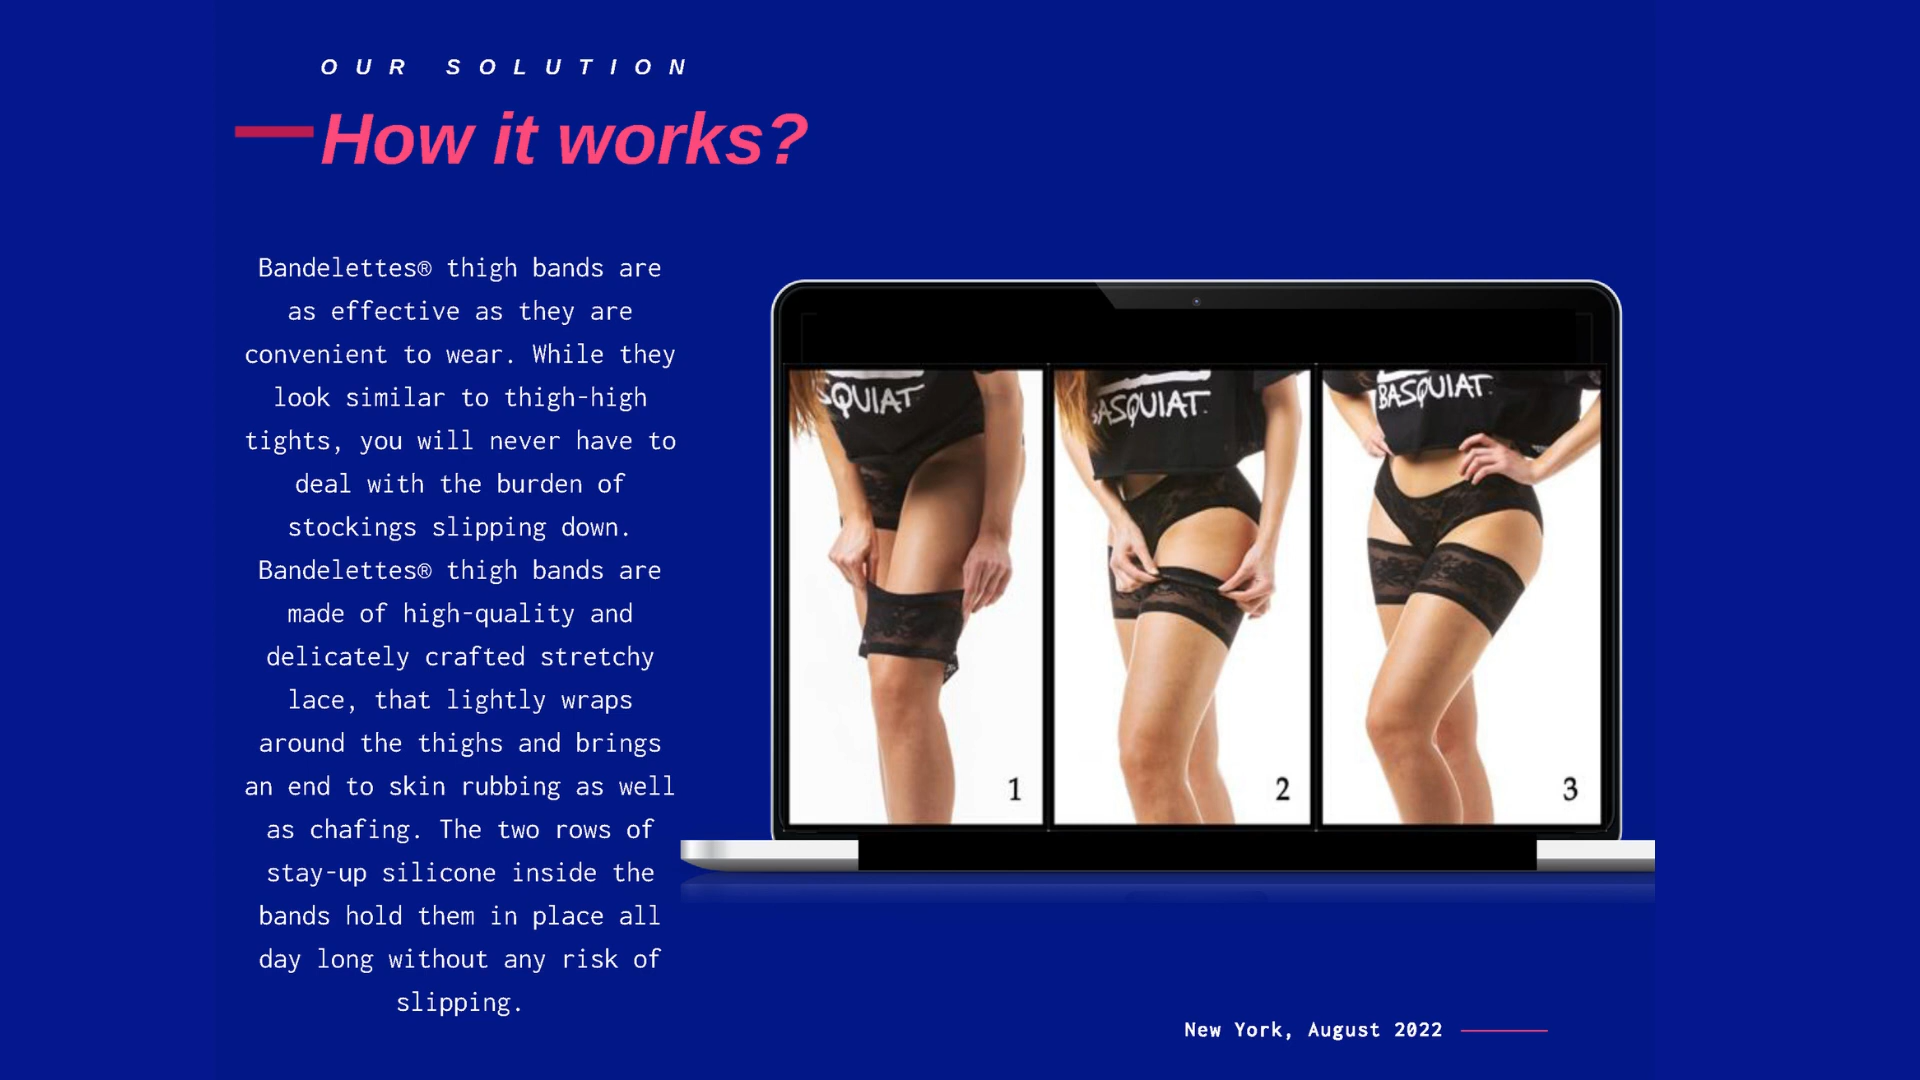 OUR SOLUTION
How it works?
Bandelettes® thigh bands are
as effective as they are
convenient to wear. While they
look similar to thigh-high
tights, you will never have to
deal with the burden of
stockings slipping down.
Bandelettes® thigh bands are
made of high-quality and
delicately crafted stretchy
lace, that lightly wraps
around the thighs and brings
an end to skin rubbing as well
as chafing. The two rows of
stay-up silicone inside the
bands hold them in place all
day long without any risk of
slipping.
SQUIAT
ASQUIAT.
BASQUIAT.
1
2
3
New York, August 2022